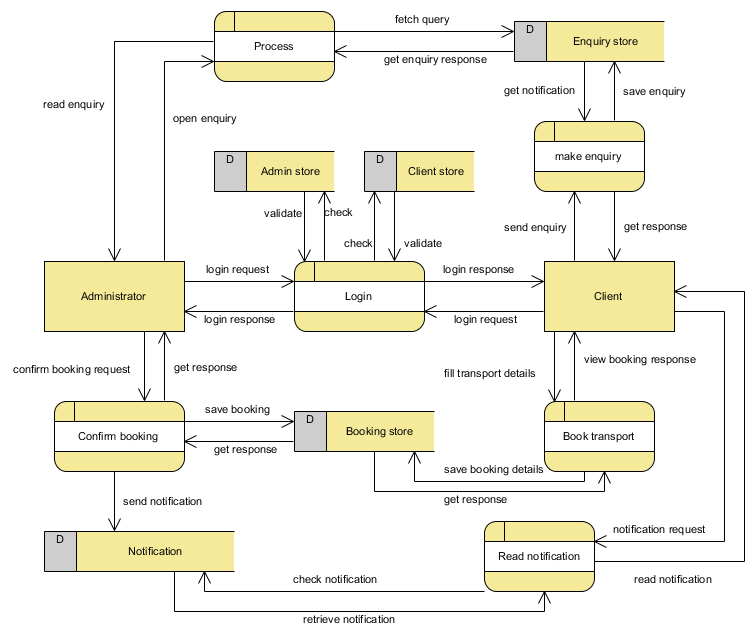 fetch query
D
Process
Enquiry store
get enquiry response
get notification
save enquiry
read enquiry
open enquiry
D
D
make enquiry
Admin store
Client store
validate
check
send enquiry
get response
check
validate
login request
login response
Administrator
Login
Client
login response
login request
confirm booking request
get response
fill transport details
view booking response
save booking
D
Confirm booking
Booking store
Book transport
get response
save booking details
send notification
get response
notification request
D
Notification
Read notification
check notification
read notification
retrieve notification